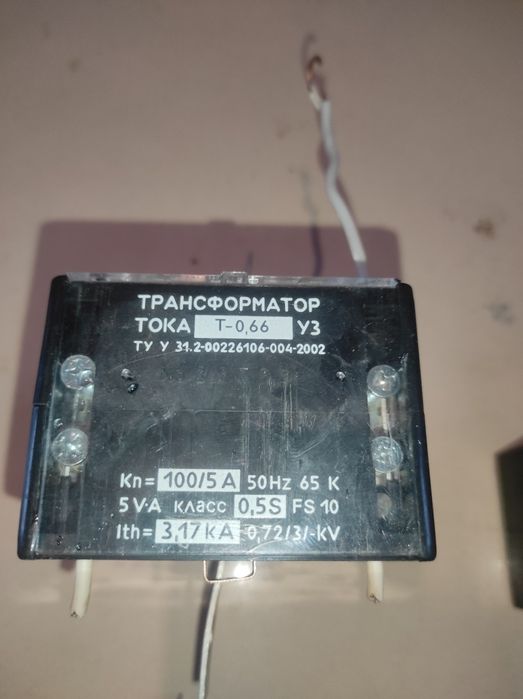 ТРАНСФОРМАТОР
ТОКА Т-0,66 У3
ТУ У 31.2-00226106-004-2002
Kn= 100/5 A 50Hz 65 K
5 V·A класс 0,5S FS 10
Ith= 3,17 кА 0,72/3/-kV